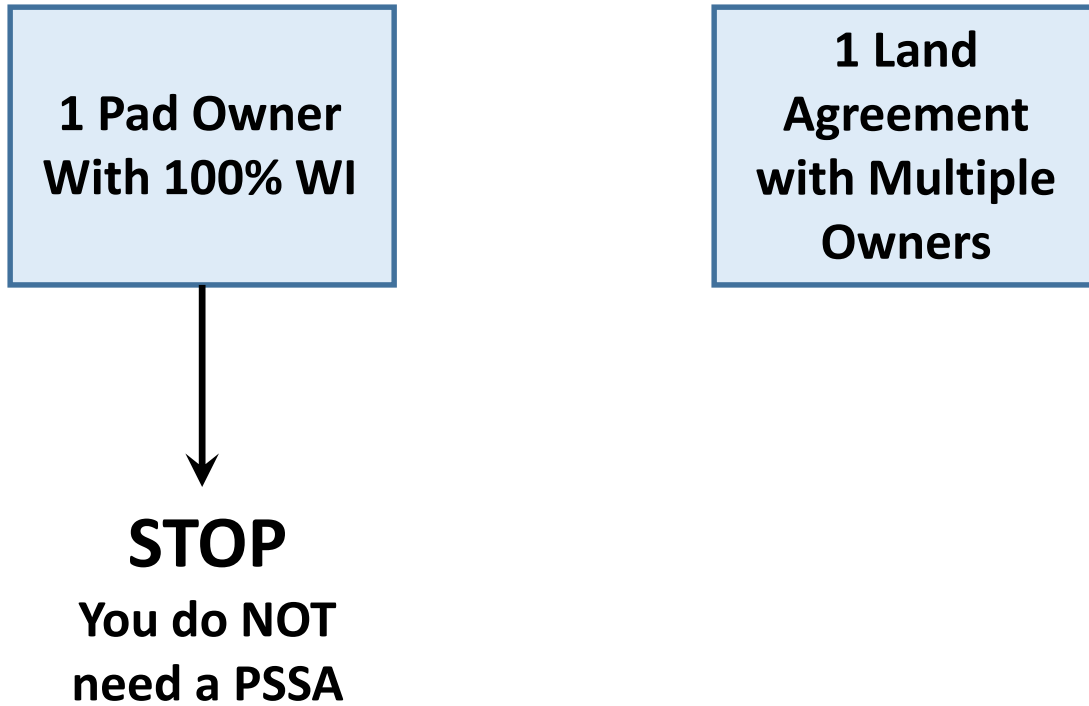 1 Pad Owner
With 100% WI
1 Land
Agreement
with Multiple
Owners
STOP
You do NOT
need a PSSA